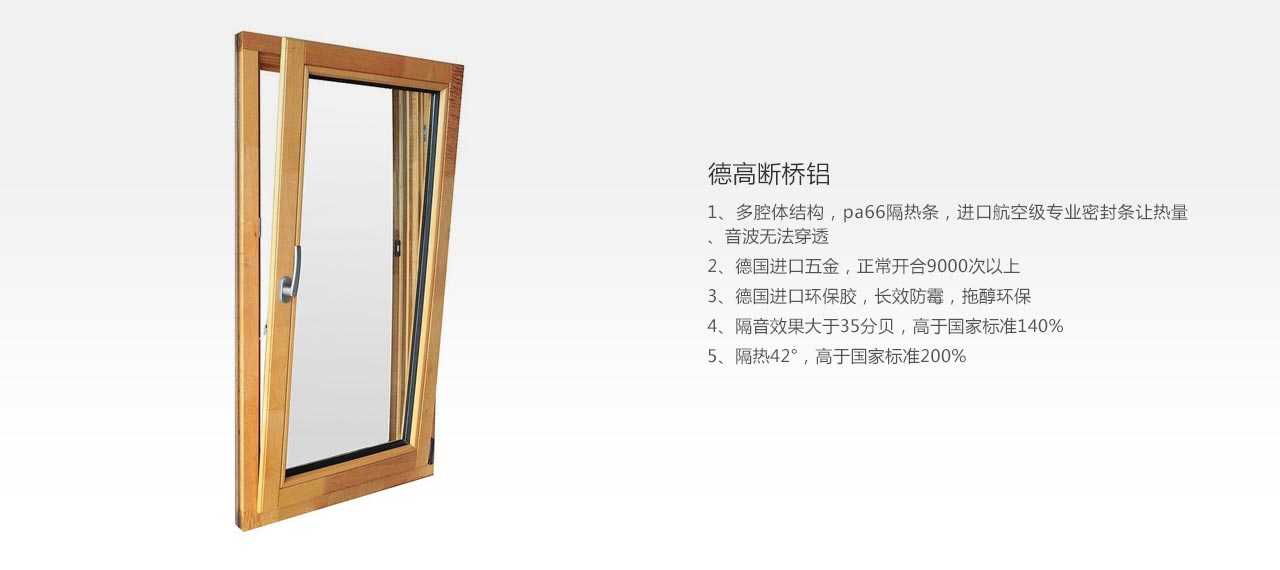 德高断桥铝
1、多腔体结构，pa66隔热条，进口航空级专业密封条让热量
、音波无法穿透
2、德国进口五金，正常开合9000次以上
3、德国进口环保胶，长效防霉，拖醇环保
4、隔音效果大于35分贝，高于国家标准140%
5、隔热42°，高于国家标准200%